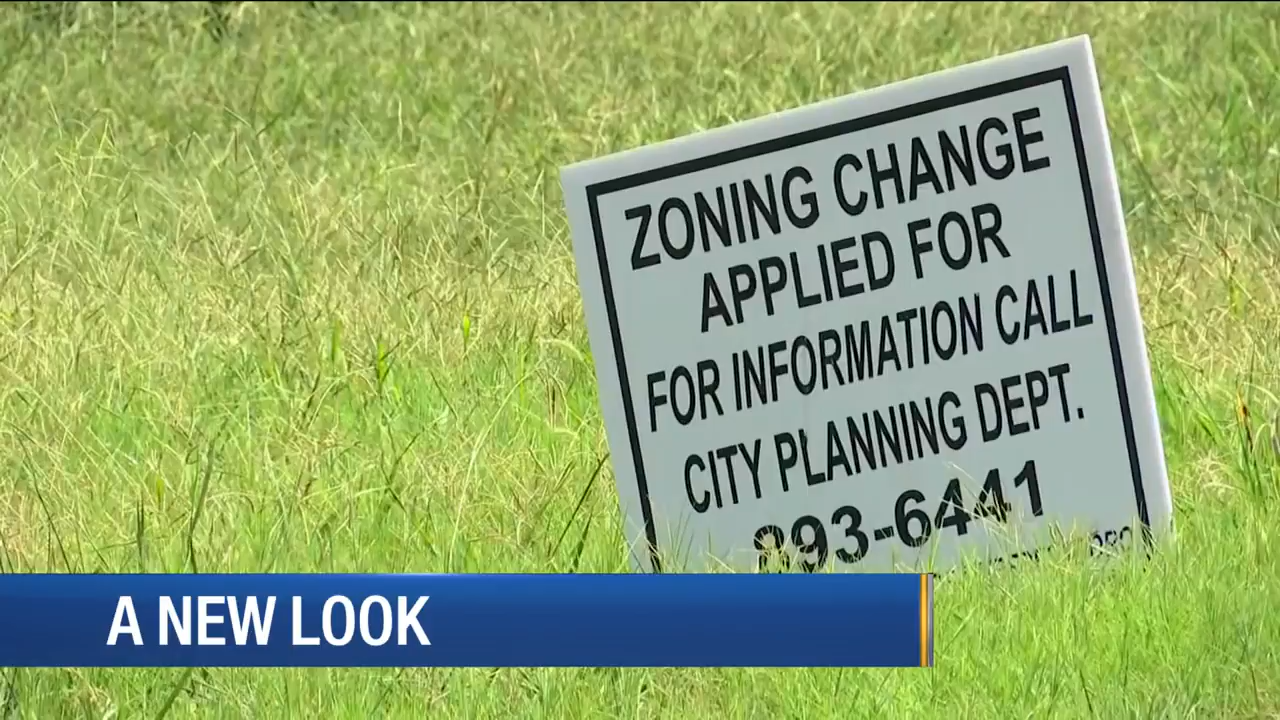 ZONING CHANGE
APPLIED FOR
FOR INFORMATION CALL
CITY PLANNING DEPT.
893-6441
A NEW LOOK